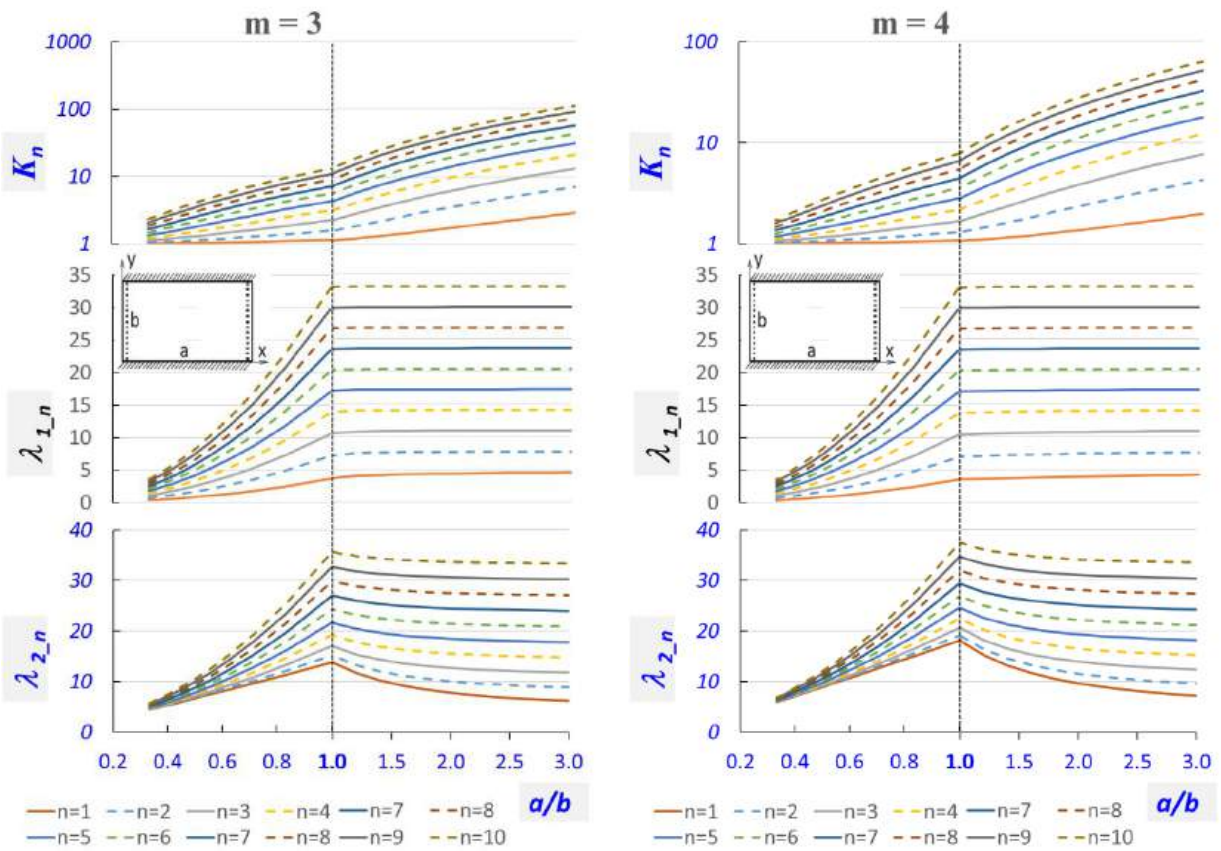 m = 3
m = 4
1000
100
10
1
K_n
100
10
1
K_n
35
30
25
20
15
10
5
0
λ 1_n
y
b
a
x
35
30
25
20
15
10
5
0
λ 1_n
y
b
a
x
40
30
20
10
0
λ 2_n
40
30
20
10
0
λ 2_n
0.2 0.4 0.6 0.8 1.0 1.5 2.0 2.5 3.0
0.2 0.4 0.6 0.8 1.0 1.5 2.0 2.5 3.0
a/b
a/b
n=1 n=2 n=3 n=4 n=7 n=8
n=5 n=6 n=7 n=8 n=9 n=10
n=1 n=2 n=3 n=4 n=7 n=8
n=5 n=6 n=7 n=8 n=9 n=10